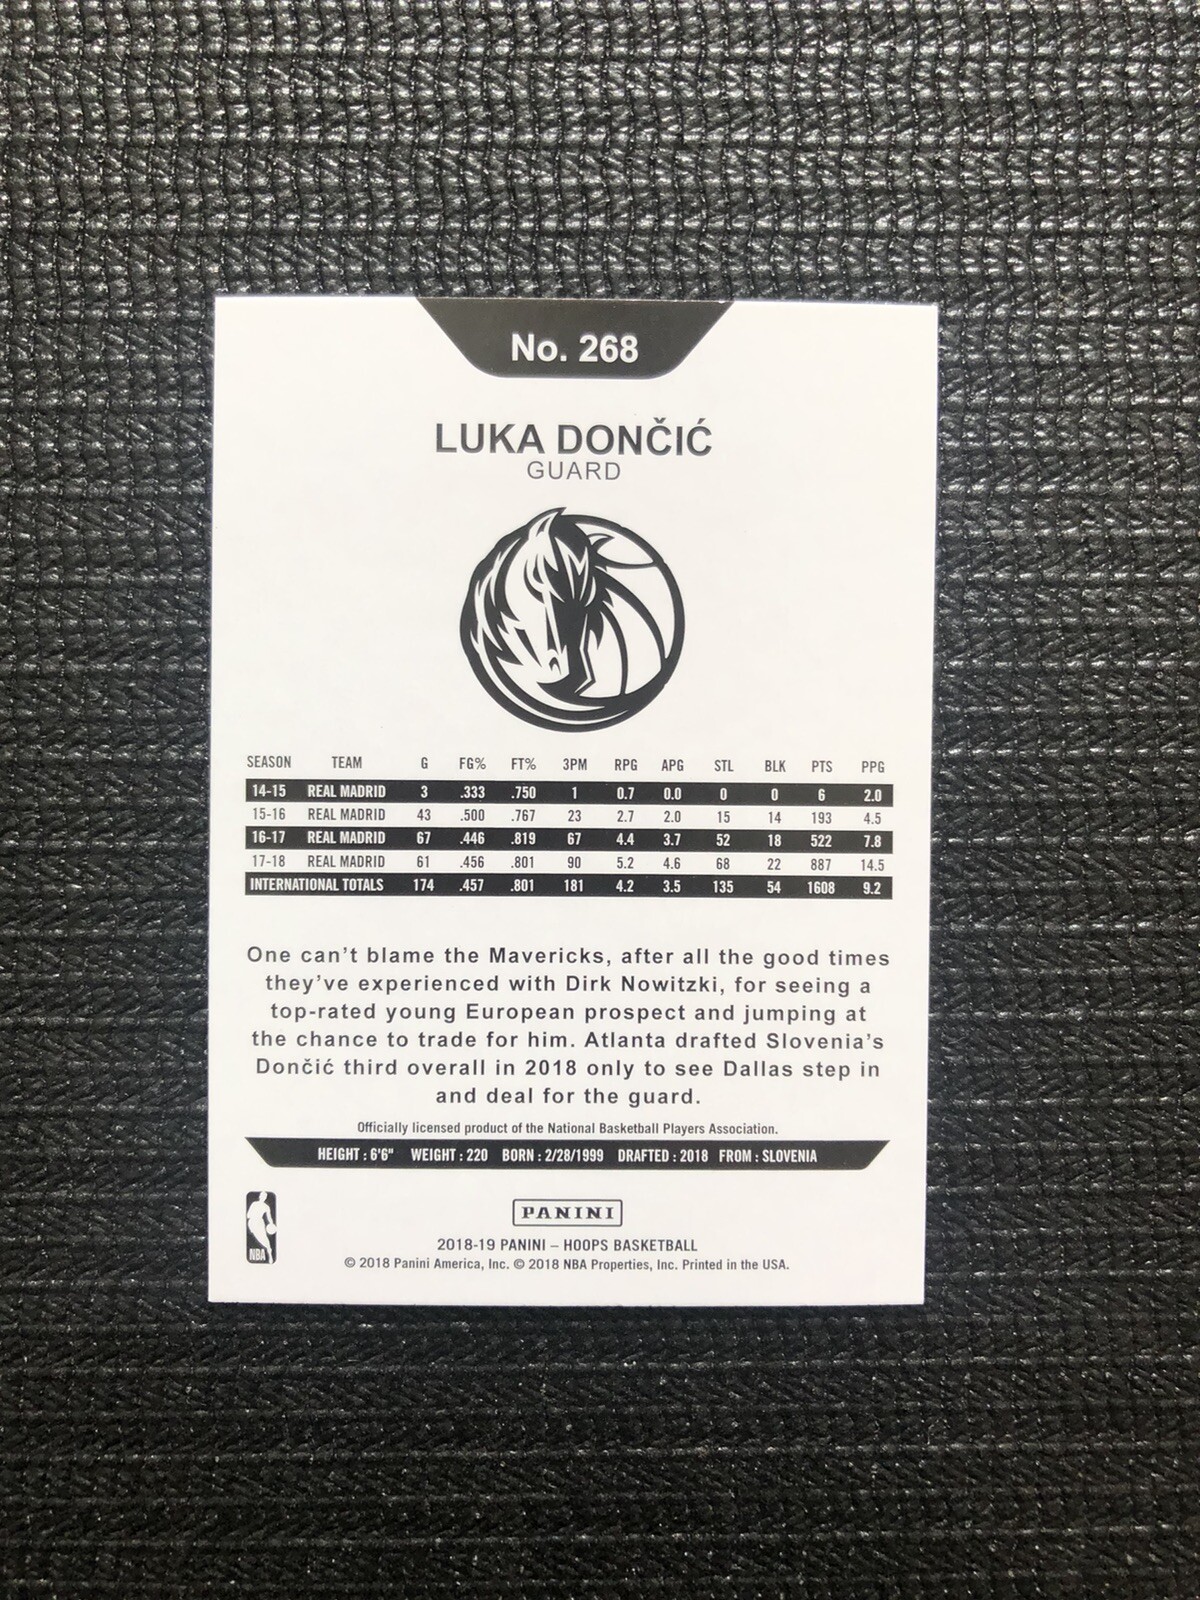 No. 268
LUKA DONČIĆ
GUARD
SEASON TEAM G FG% FT% 3PM RPG APG STL BLK PTS PPG
14-15 REAL MADRID 3 .333 .750 1 0.7 0.0 0 0 6 2.0
15-16 REAL MADRID 43 .500 .767 23 2.7 2.0 15 14 193 4.5
16-17 REAL MADRID 67 .446 .819 67 4.4 3.7 52 18 522 7.8
17-18 REAL MADRID 61 .456 .801 90 5.2 4.6 68 22 887 14.5
INTERNATIONAL TOTALS 174 .457 .801 181 4.2 3.5 135 54 1608 9.2
One can't blame the Mavericks, after all the good times
they've experienced with Dirk Nowitzki, for seeing a
top-rated young European prospect and jumping at
the chance to trade for him. Atlanta drafted Slovenia's
Dončić third overall in 2018 only to see Dallas step in
and deal for the guard.
Officially licensed product of the National Basketball Players Association.
HEIGHT : 6'6" WEIGHT : 220 BORN : 2/28/1999 DRAFTED : 2018 FROM : SLOVENIA
NBA
PANINI
2018-19 PANINI – HOOPS BASKETBALL
© 2018 Panini America, Inc. © 2018 NBA Properties, Inc. Printed in the USA.